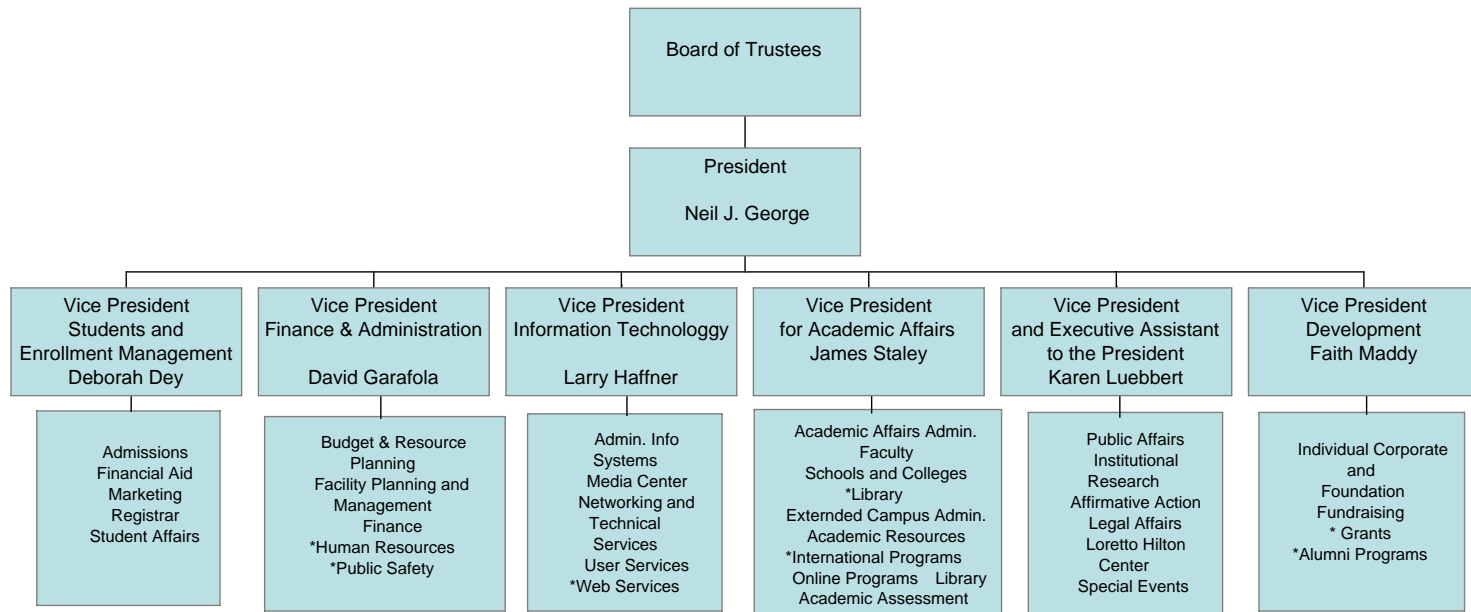 Board of Trustees
President
Neil J. George
Vice President
Students and
Enrollment Management
Deborah Dey
Vice President
Finance & Administration
David Garafola
Vice President
Information Technologgy
Larry Haffner
Vice President
for Academic Affairs
James Staley
Vice President
and Executive Assistant
to the President
Karen Luebbert
Vice President
Development
Faith Maddy
Admissions
Financial Aid
Marketing
Registrar
Student Affairs
Budget & Resource
Planning
Facility Planning and
Management
Finance
*Human Resources
*Public Safety
Admin. Info
Systems
Media Center
Networking and
Technical
Services
User Services
*Web Services
Academic Affairs Admin.
Faculty
Schools and Colleges
*Library
Externded Campus Admin.
Academic Resources
*International Programs
Online Programs Library
Academic Assessment
Public Affairs
Institutional
Research
Affirmative Action
Legal Affairs
Loretto Hilton
Center
Special Events
Individual Corporate
and
Foundation
Fundraising
* Grants
*Alumni Programs